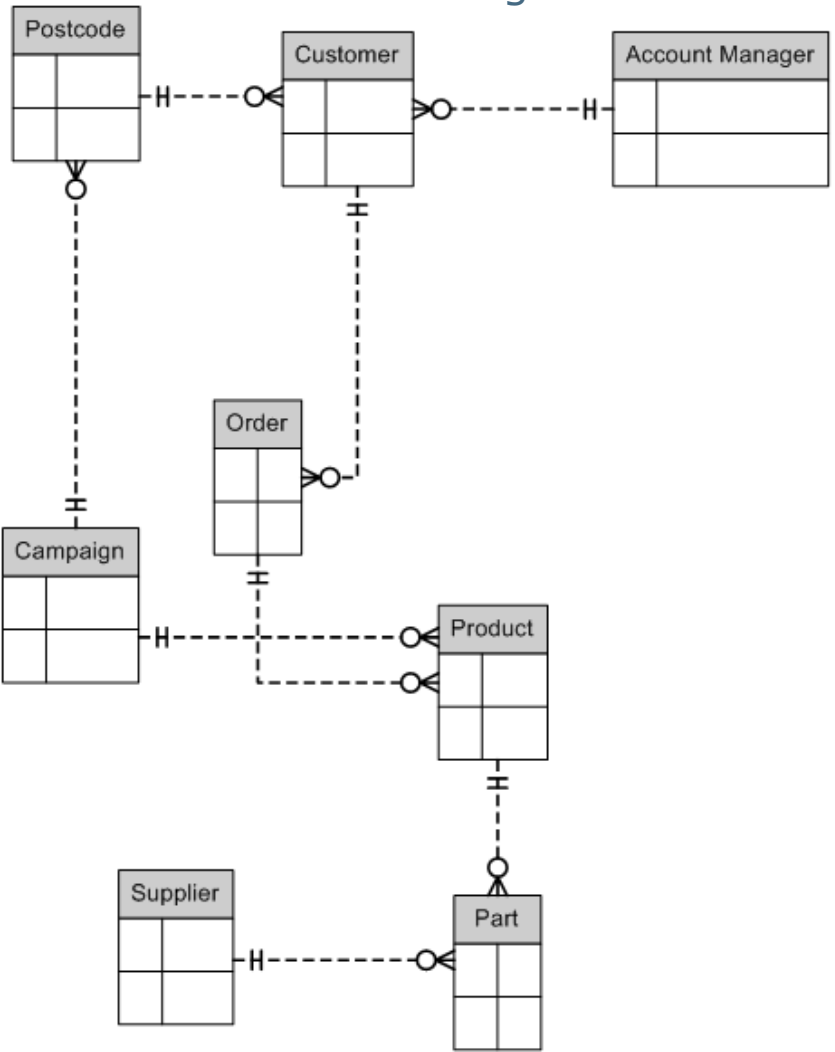 Postcode
Customer
Account Manager
Order
Campaign
Product
Supplier
Part